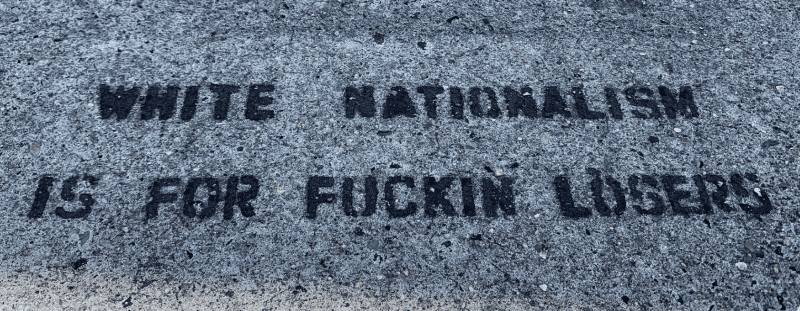 WHITE NATIONALISM
IS FOR FUCKIN LOSERS